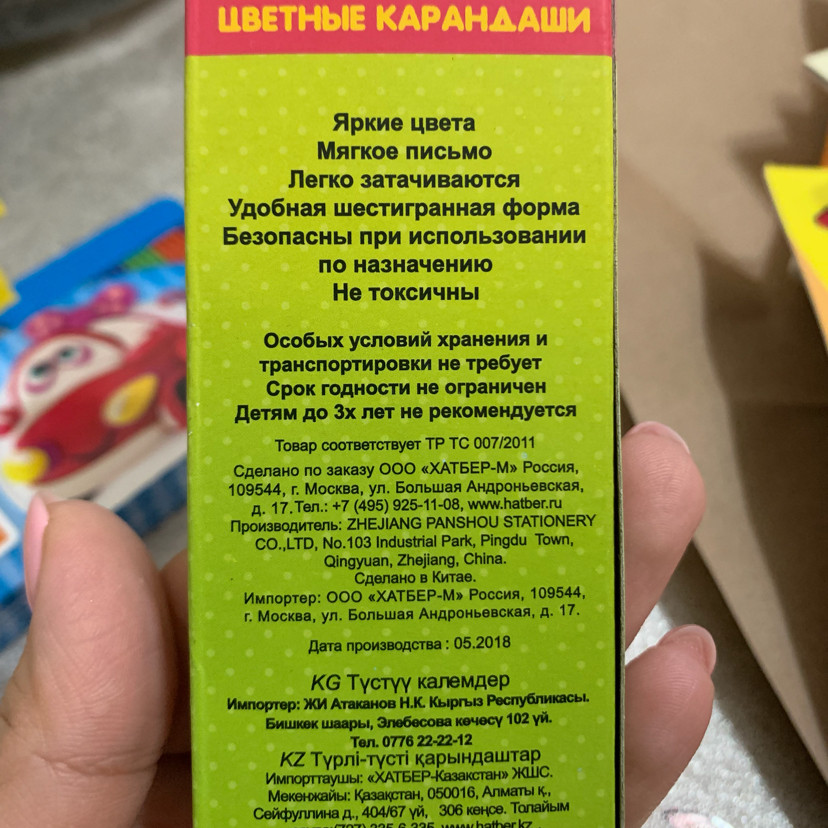 ЦВЕТНЫЕ КАРАНДАШИ
Яркие цвета
Мягкое письмо
Легко затачиваются
Удобная шестигранная форма
Безопасны при использовании
по назначению
Не токсичны
Особых условий хранения и
транспортировки не требует
Срок годности не ограничен
Детям до 3х лет не рекомендуется
Товар соответствует ТР ТС 007/2011
Сделано по заказу ООО «ХАТБЕР-М» Россия,
109544, г. Москва, ул. Большая Андроньевская,
д. 17.Тел.: +7 (495) 925-11-08, www.hatber.ru
Производитель: ZHEJIANG PANSHOU STATIONERY
CO.,LTD, No.103 Industrial Park, Pingdu Town,
Qingyuan, Zhejiang, China.
Сделано в Китае.
Импортер: ООО «ХАТБЕР-М» Россия, 109544,
г. Москва, ул. Большая Андроньевская, д. 17.
Дата производства : 05.2018
KG Түстүү калемдер
Импортер: ЖИ Атаканов Н.К. Кыргыз Республикасы.
Бишкек шаары, Элебесова көчөсү 102 үй.
Тел. 0776 22-22-12
KZ Түрлі-түсті қарындаштар
Импорттаушы: «ХАТБЕР-Казакстан» ЖШС.
Мекенжайы: Қазақстан, 050016, Алматы қ.,
Сейфуллина д., 404/67 үй, 306 кеңсе. Толайым
www.hatber.kz